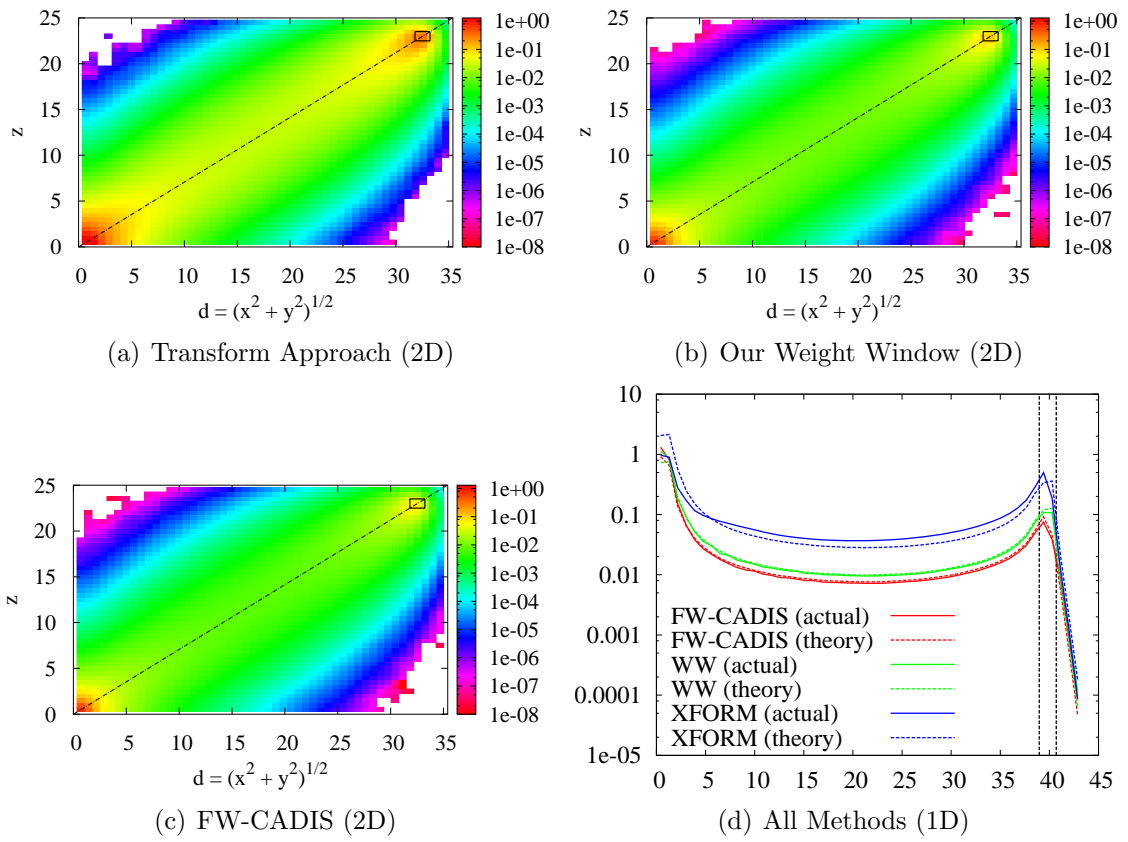 25
20
15
10
5
0
z
0 5 10 15 20 25 30 35
d = (x² + y²)^1/2
1e+00
1e-01
1e-02
1e-03
1e-04
1e-05
1e-06
1e-07
1e-08
(a) Transform Approach (2D)
25
20
15
10
5
0
z
0 5 10 15 20 25 30 35
d = (x² + y²)^1/2
1e+00
1e-01
1e-02
1e-03
1e-04
1e-05
1e-06
1e-07
1e-08
(b) Our Weight Window (2D)
25
20
15
10
5
0
z
0 5 10 15 20 25 30 35
d = (x² + y²)^1/2
1e+00
1e-01
1e-02
1e-03
1e-04
1e-05
1e-06
1e-07
1e-08
(c) FW-CADIS (2D)
10
1
0.1
0.01
0.001
0.0001
1e-05
FW-CADIS (actual)
FW-CADIS (theory)
WW (actual)
WW (theory)
XFORM (actual)
XFORM (theory)
0 5 10 15 20 25 30 35 40 45
(d) All Methods (1D)